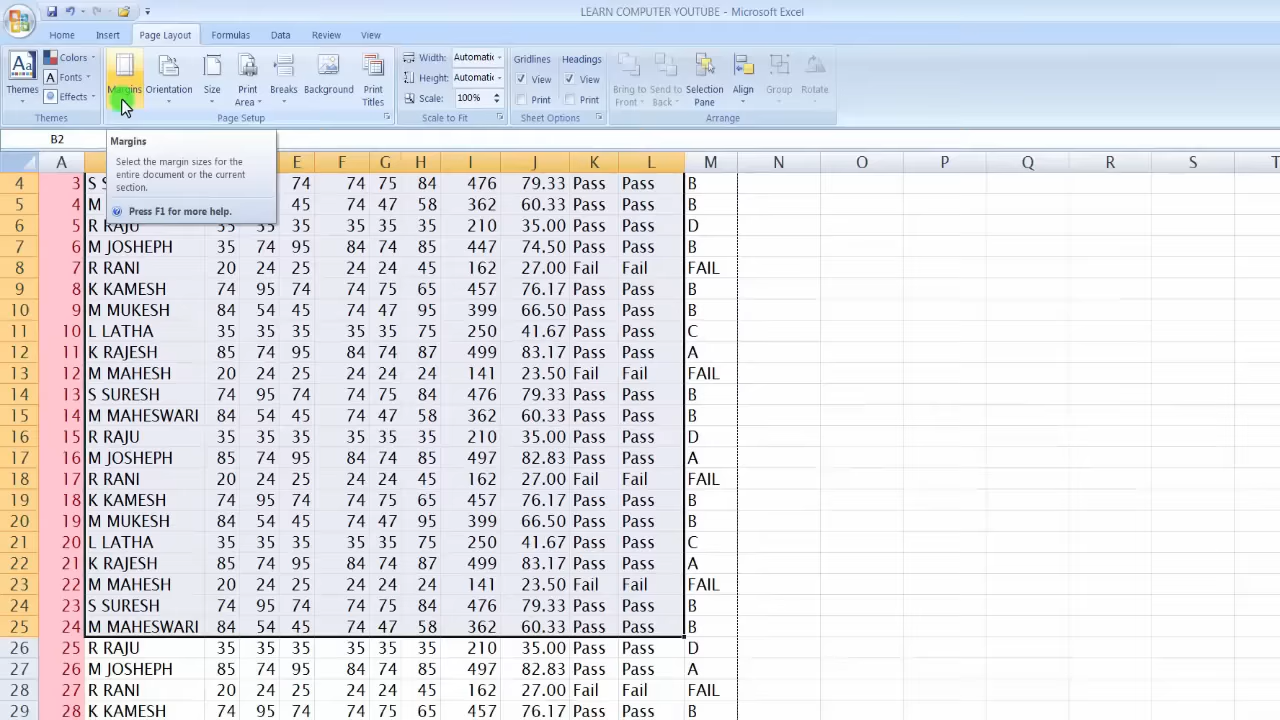 LEARN COMPUTER YOUTUBE - Microsoft Excel
Home Insert Page Layout Formulas Data Review View
Themes Colors Fonts Effects Margins Orientation Size Print Area Breaks Background Print Titles Width: Automatic Height: Automatic Scale: 100% Gridlines View Print Headings View Print Bring to Front Send to Back Selection Pane Align Group Rotate
Themes Page Setup Scale to Fit Sheet Options Arrange
B2
Margins
Select the margin sizes for the
entire document or the current
section.
Press F1 for more help.
A E F G H I J K L M N O P Q R S T
4 3 S S 74 74 75 84 476 79.33 Pass Pass B
5 4 M 45 74 47 58 362 60.33 Pass Pass B
6 5 R RAJU 35 35 35 35 35 35 210 35.00 Pass Pass D
7 6 M JOSHEPH 35 74 95 84 74 85 447 74.50 Pass Pass B
8 7 R RANI 20 24 25 24 24 45 162 27.00 Fail Fail FAIL
9 8 K KAMESH 74 95 74 74 75 65 457 76.17 Pass Pass B
10 9 M MUKESH 84 54 45 74 47 95 399 66.50 Pass Pass B
11 10 L LATHA 35 35 35 35 35 75 250 41.67 Pass Pass C
12 11 K RAJESH 85 74 95 84 74 87 499 83.17 Pass Pass A
13 12 M MAHESH 20 24 25 24 24 24 141 23.50 Fail Fail FAIL
14 13 S SURESH 74 95 74 74 75 84 476 79.33 Pass Pass B
15 14 M MAHESWARI 84 54 45 74 47 58 362 60.33 Pass Pass B
16 15 R RAJU 35 35 35 35 35 35 210 35.00 Pass Pass D
17 16 M JOSHEPH 85 74 95 84 74 85 497 82.83 Pass Pass A
18 17 R RANI 20 24 25 24 24 45 162 27.00 Fail Fail FAIL
19 18 K KAMESH 74 95 74 74 75 65 457 76.17 Pass Pass B
20 19 M MUKESH 84 54 45 74 47 95 399 66.50 Pass Pass B
21 20 L LATHA 35 35 35 35 35 75 250 41.67 Pass Pass C
22 21 K RAJESH 85 74 95 84 74 87 499 83.17 Pass Pass A
23 22 M MAHESH 20 24 25 24 24 24 141 23.50 Fail Fail FAIL
24 23 S SURESH 74 95 74 74 75 84 476 79.33 Pass Pass B
25 24 M MAHESWARI 84 54 45 74 47 58 362 60.33 Pass Pass B
26 25 R RAJU 35 35 35 35 35 35 210 35.00 Pass Pass D
27 26 M JOSHEPH 85 74 95 84 74 85 497 82.83 Pass Pass A
28 27 R RANI 20 24 25 24 24 45 162 27.00 Fail Fail FAIL
29 28 K KAMESH 74 95 74 74 75 65 457 76.17 Pass Pass B